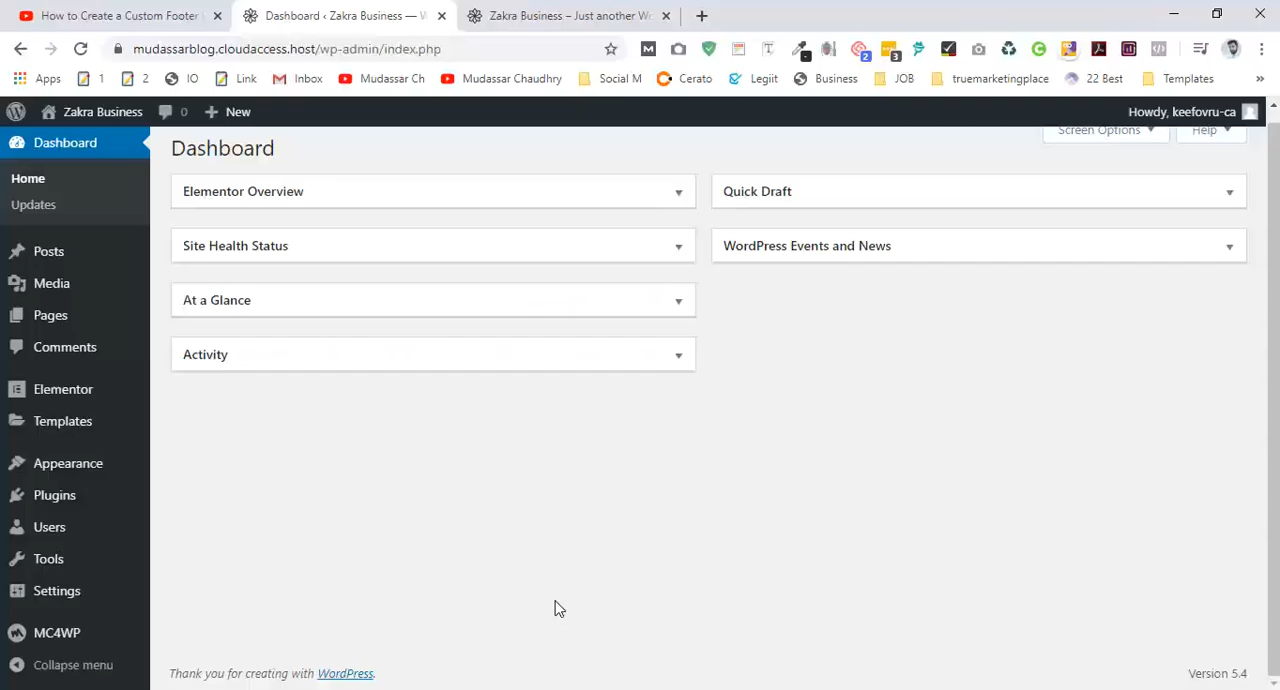 How to Create a Custom Footer
Dashboard ‹ Zakra Business — W
Zakra Business – Just another Wo
mudassarblog.cloudaccess.host/wp-admin/index.php
2
3
Apps
1
2
IO
Link
Inbox
Mudassar Ch
Mudassar Chaudhry
Social M
Cerato
Legiit
Business
JOB
truemarketingplace
22 Best
Templates
»
Zakra Business
0
New
Howdy, keefovru-ca
Dashboard
Home
Updates
Posts
Media
Pages
Comments
Elementor
Templates
Appearance
Plugins
Users
Tools
Settings
MC4WP
Collapse menu
Screen Options
Help
Dashboard
Elementor Overview
Quick Draft
Site Health Status
WordPress Events and News
At a Glance
Activity
Thank you for creating with WordPress.
Version 5.4